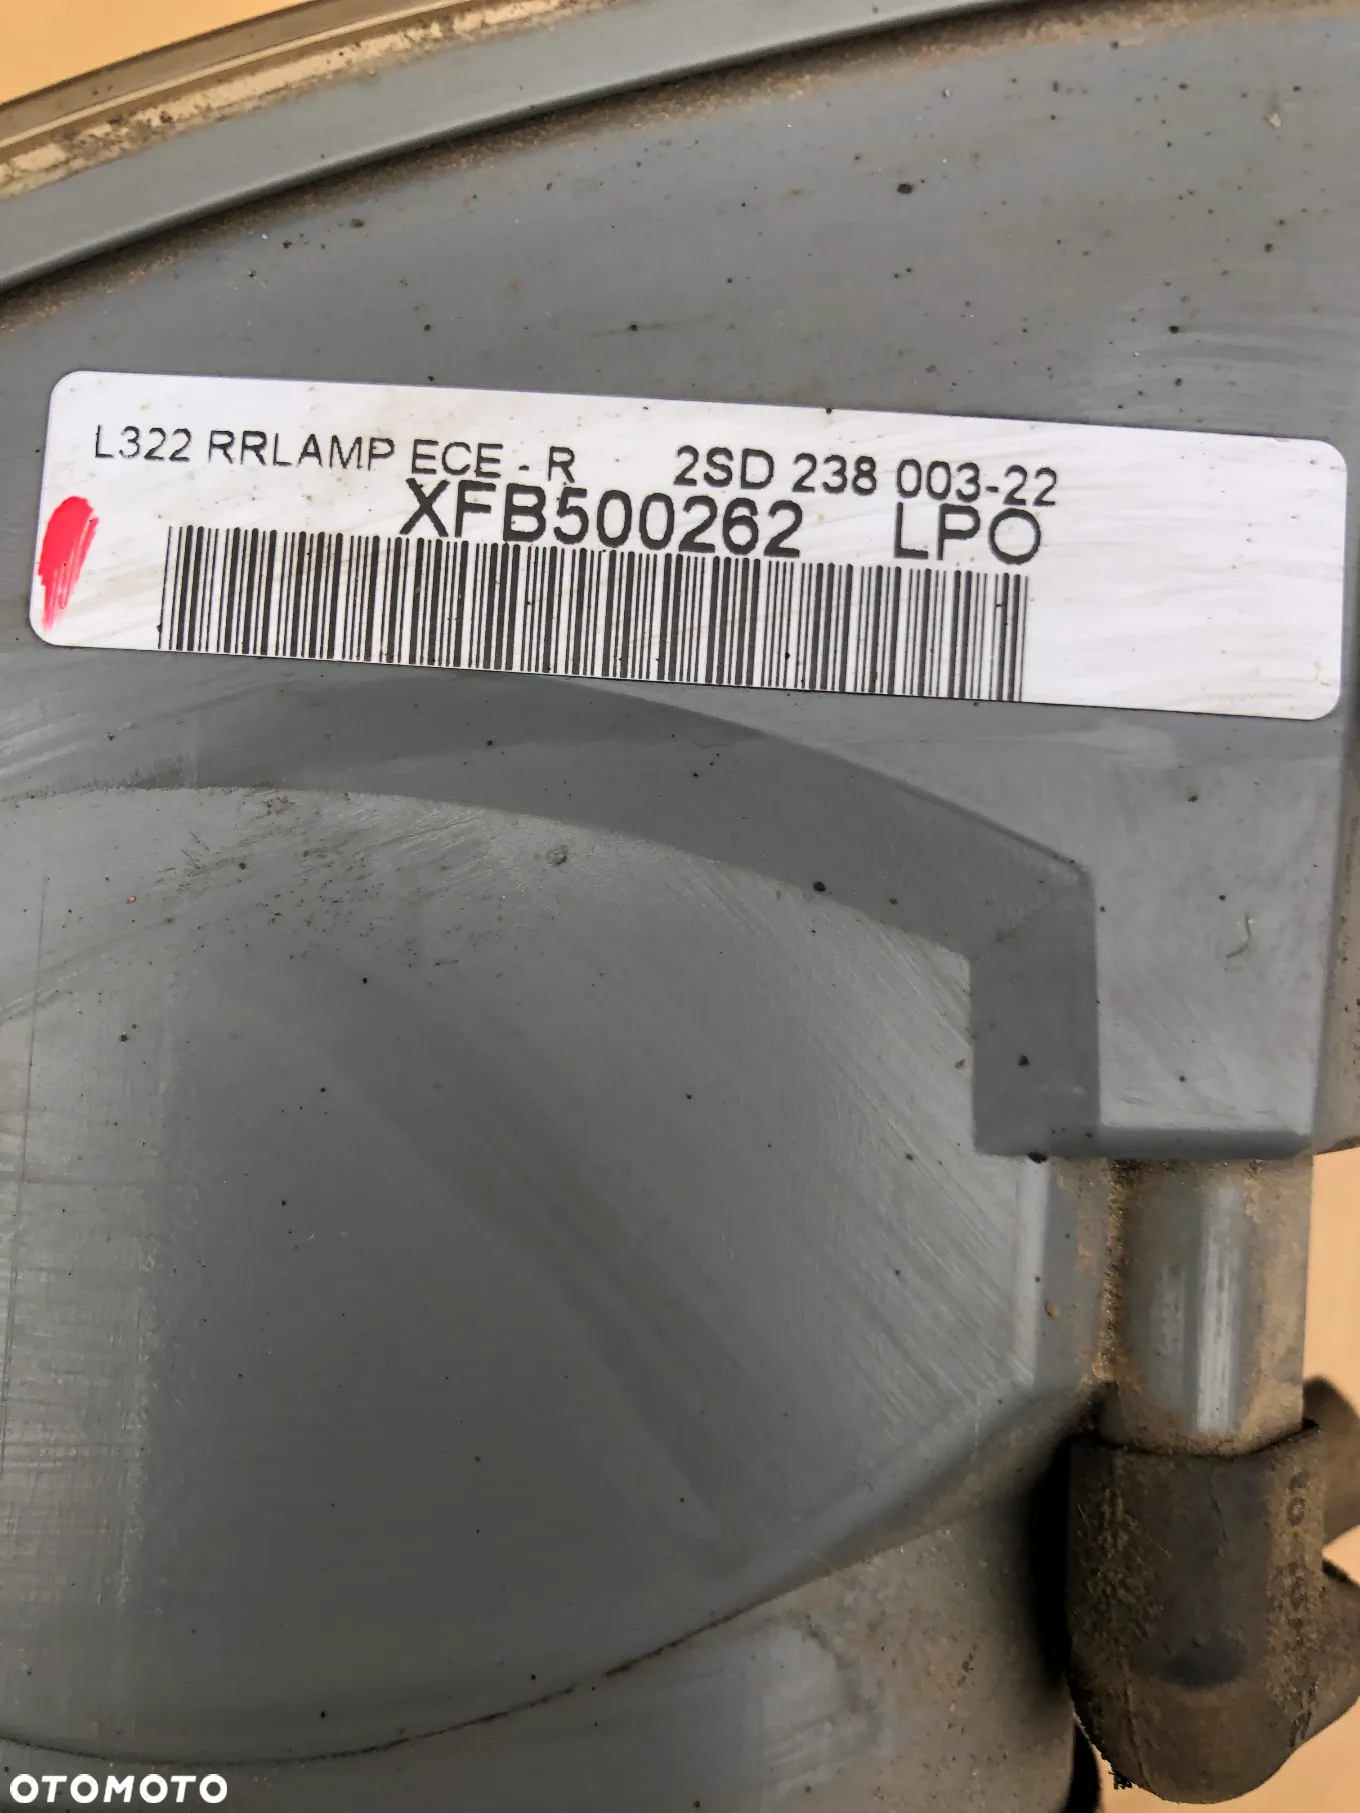 L322 RRLAMP ECE - R 2SD 238 003-22
XFB500262 LPO
OTOMOTO